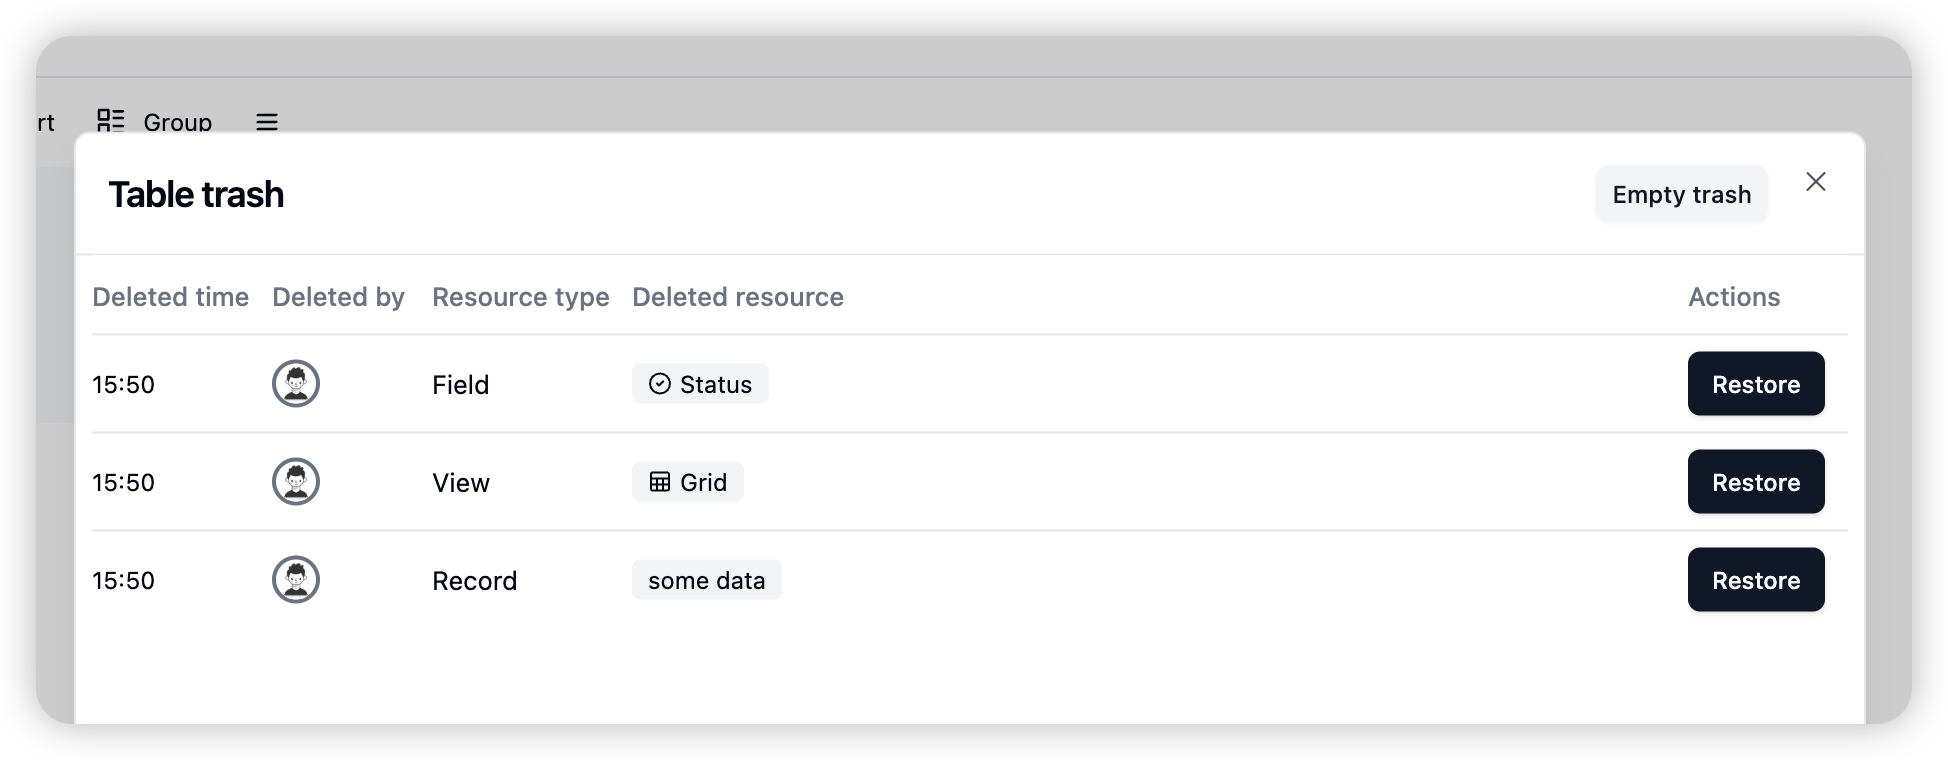 rt Group
Table trash
Empty trash
Deleted time Deleted by Resource type Deleted resource Actions
15:50 Field Status Restore
15:50 View Grid Restore
15:50 Record some data Restore